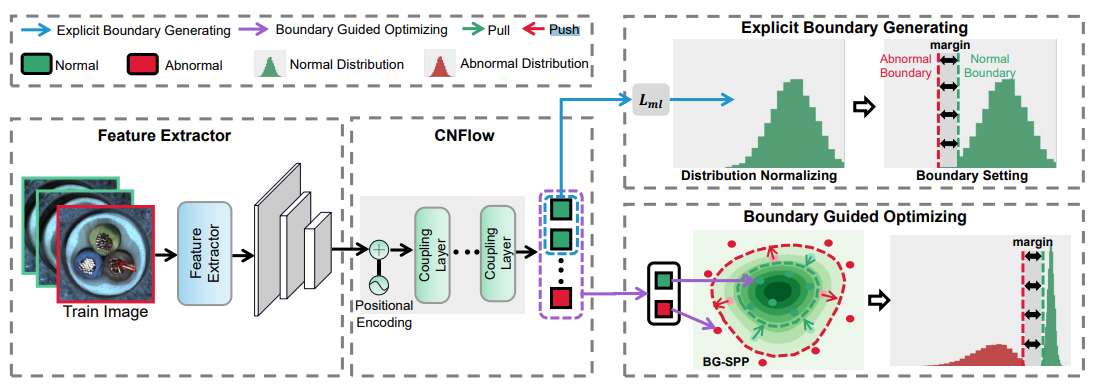 Explicit Boundary Generating
Boundary Guided Optimizing
Pull
Push
Normal
Abnormal
Normal Distribution
Abnormal Distribution
Feature Extractor
Feature
Extractor
Train Image
CNFlow
Coupling
Layer
Coupling
Layer
Positional
Encoding
Explicit Boundary Generating
L_ml
margin
Abnormal
Boundary
Normal
Boundary
Distribution Normalizing
Boundary Setting
Boundary Guided Optimizing
margin
BG-SPP